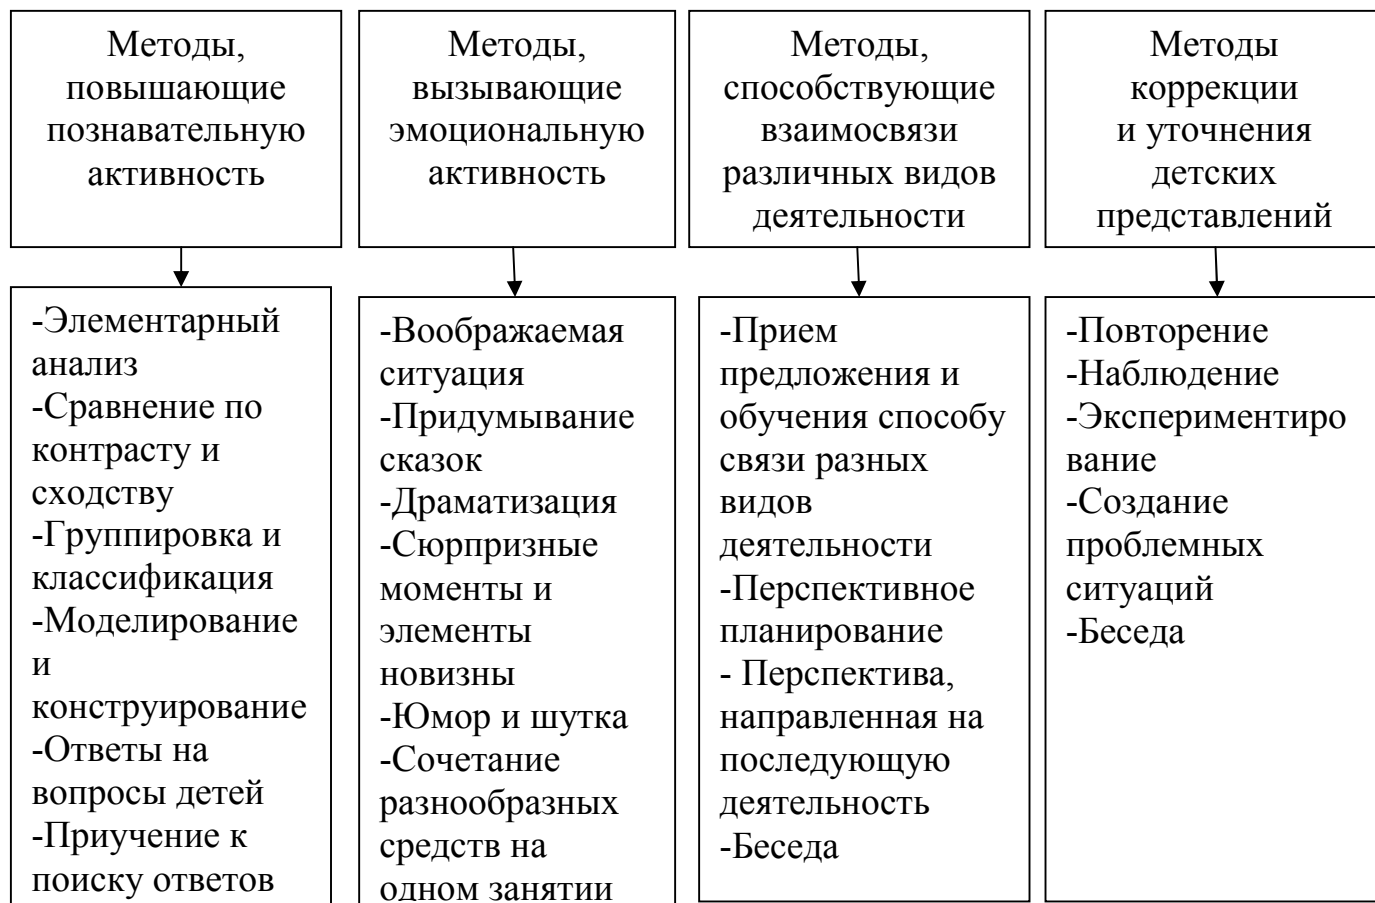 Методы,
повышающие
познавательную
активность
Методы,
вызывающие
эмоциональную
активность
Методы,
способствующие
взаимосвязи
различных видов
деятельности
Методы
коррекции
и уточнения
детских
представлений
-Элементарный
анализ
-Сравнение по
контрасту и
сходству
-Группировка и
классификация
-Моделирование
и
конструирование
-Ответы на
вопросы детей
-Приучение к
поиску ответов
-Воображаемая
ситуация
-Придумывание
сказок
-Драматизация
-Сюрпризные
моменты и
элементы
новизны
-Юмор и шутка
-Сочетание
разнообразных
средств на
одном занятии
-Прием
предложения и
обучения способу
связи разных
видов
деятельности
-Перспективное
планирование
- Перспектива,
направленная на
последующую
деятельность
-Беседа
-Повторение
-Наблюдение
-Экспериментиро
вание
-Создание
проблемных
ситуаций
-Беседа